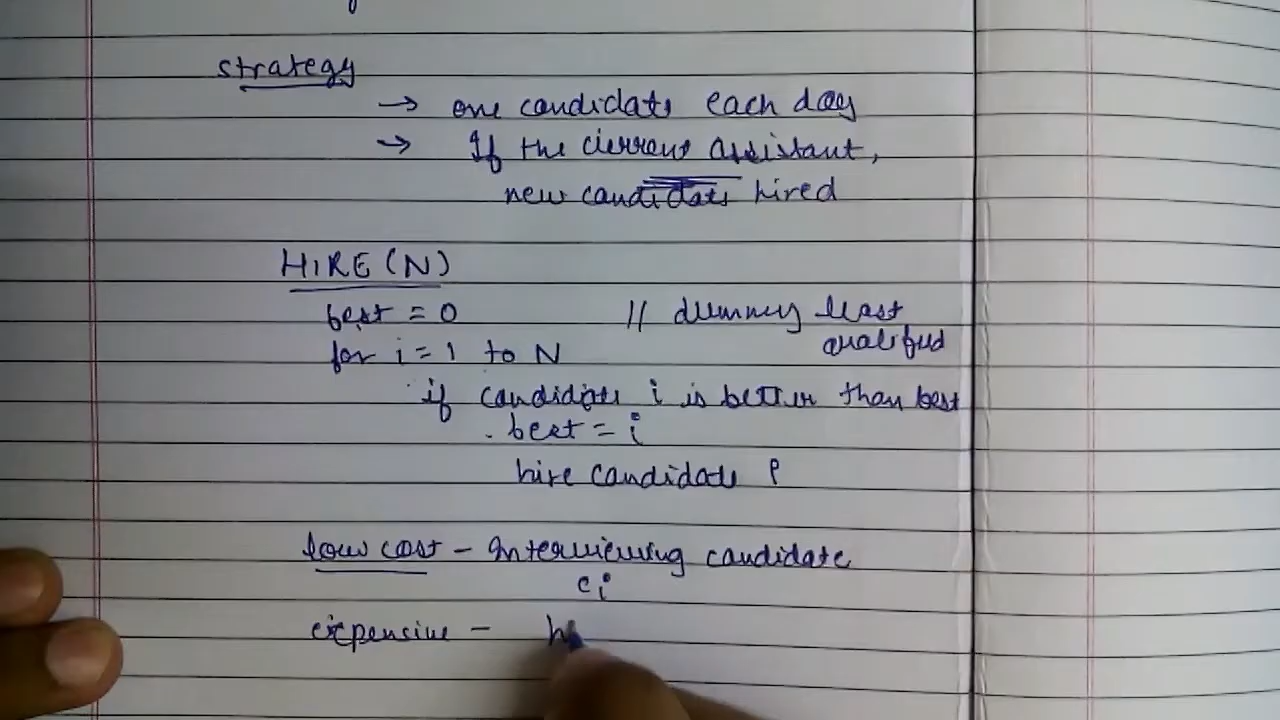 strategy
→ one candidate each day
→ If the current assistant,
new candidate hired
HIRE (N)
best = 0 // dummey least
qualified
for i = 1 to N
if candidate i is better than best
best = i
hire candidate i
low cost - Interviewing candidate
ci
expensive - h